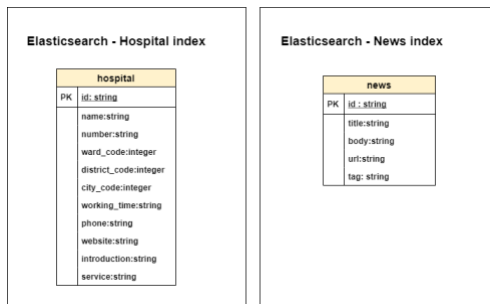 Elasticsearch - Hospital index
hospital
PK id: string
name:string
number:string
ward_code:integer
district_code:integer
city_code:integer
working_time:string
phone:string
website:string
introduction:string
service:string
Elasticsearch - News index
news
PK id : string
title:string
body:string
url:string
tag: string